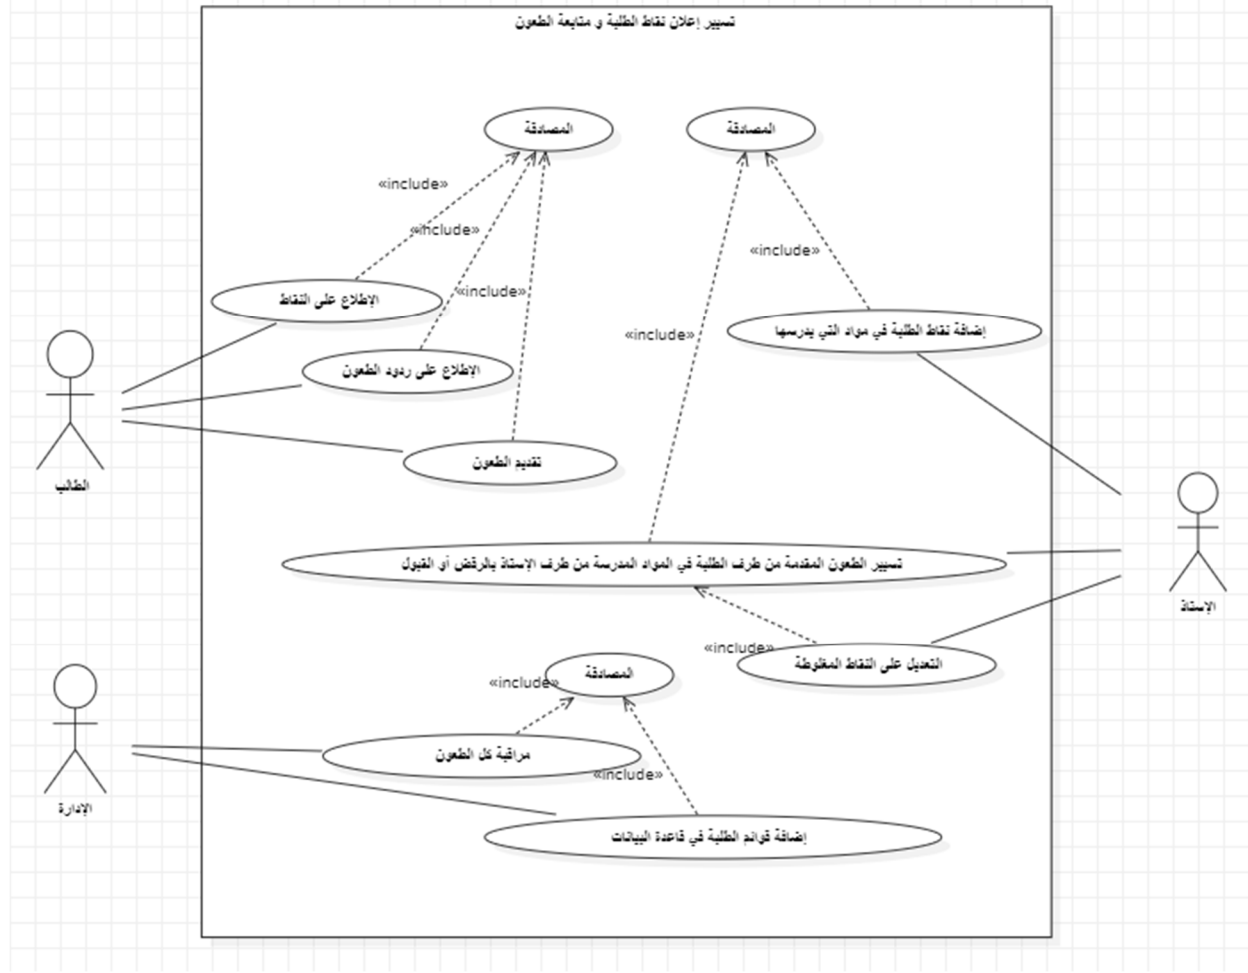 تسيير إعلان نقاط الطلبة و متابعة الطعون
المصادقة
المصادقة
«include»
«include»
«include»
«include»
«include»
الإطلاع على النقاط
إضافة نقاط الطلبة في مواد التي يدرسها
الإطلاع على ردود الطعون
تقديم الطعون
الطالب
تسيير الطعون المقدمة من طرف الطلبة في المواد المدرسة من طرف الإستاذ بالرفض أو القبول
الإستاذ
«include»
التعديل على النقاط المغلوطة
المصادقة
«include»
مراقبة كل الطعون
«include»
الإدارة
إضافة قوائم الطلبة في قاعدة البيانات